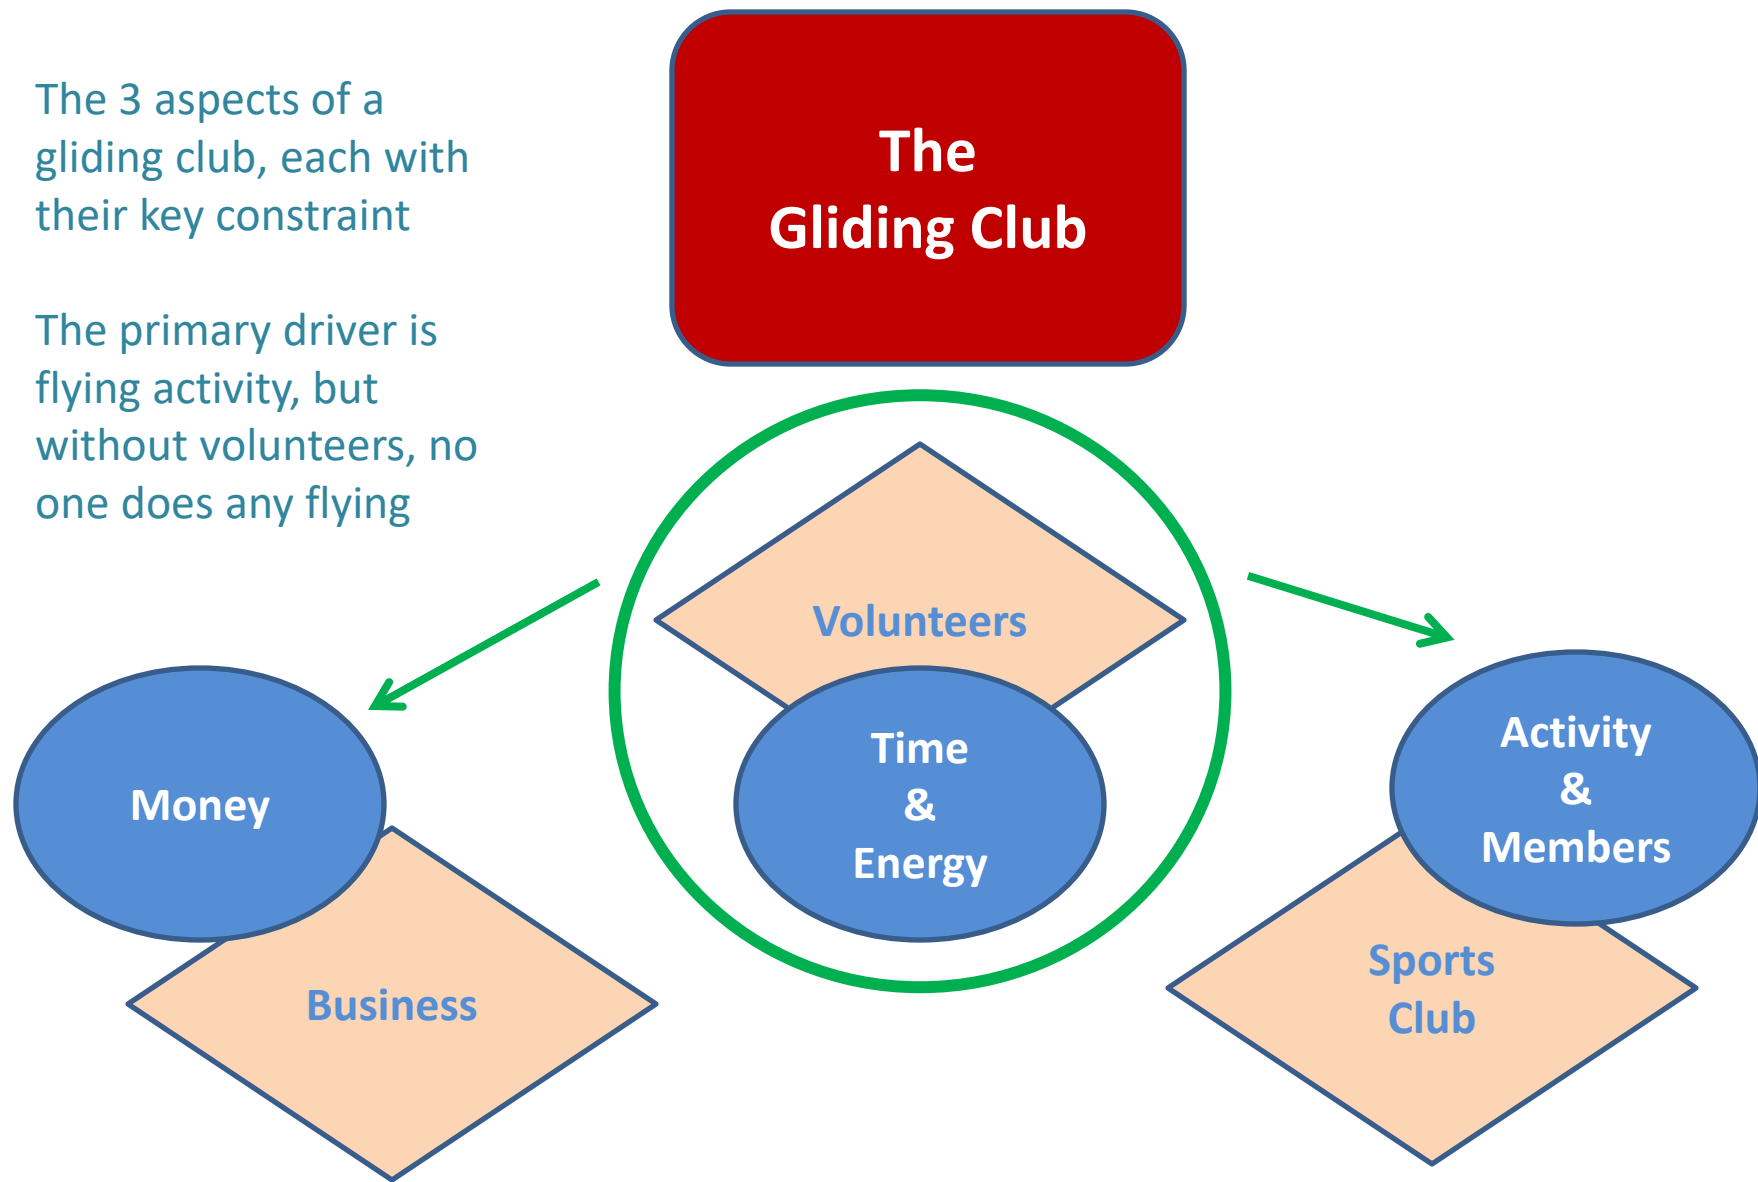 The 3 aspects of a
gliding club, each with
their key constraint
The primary driver is
flying activity, but
without volunteers, no
one does any flying
The
Gliding Club
Volunteers
Time
&
Energy
Money
Business
Activity
&
Members
Sports
Club